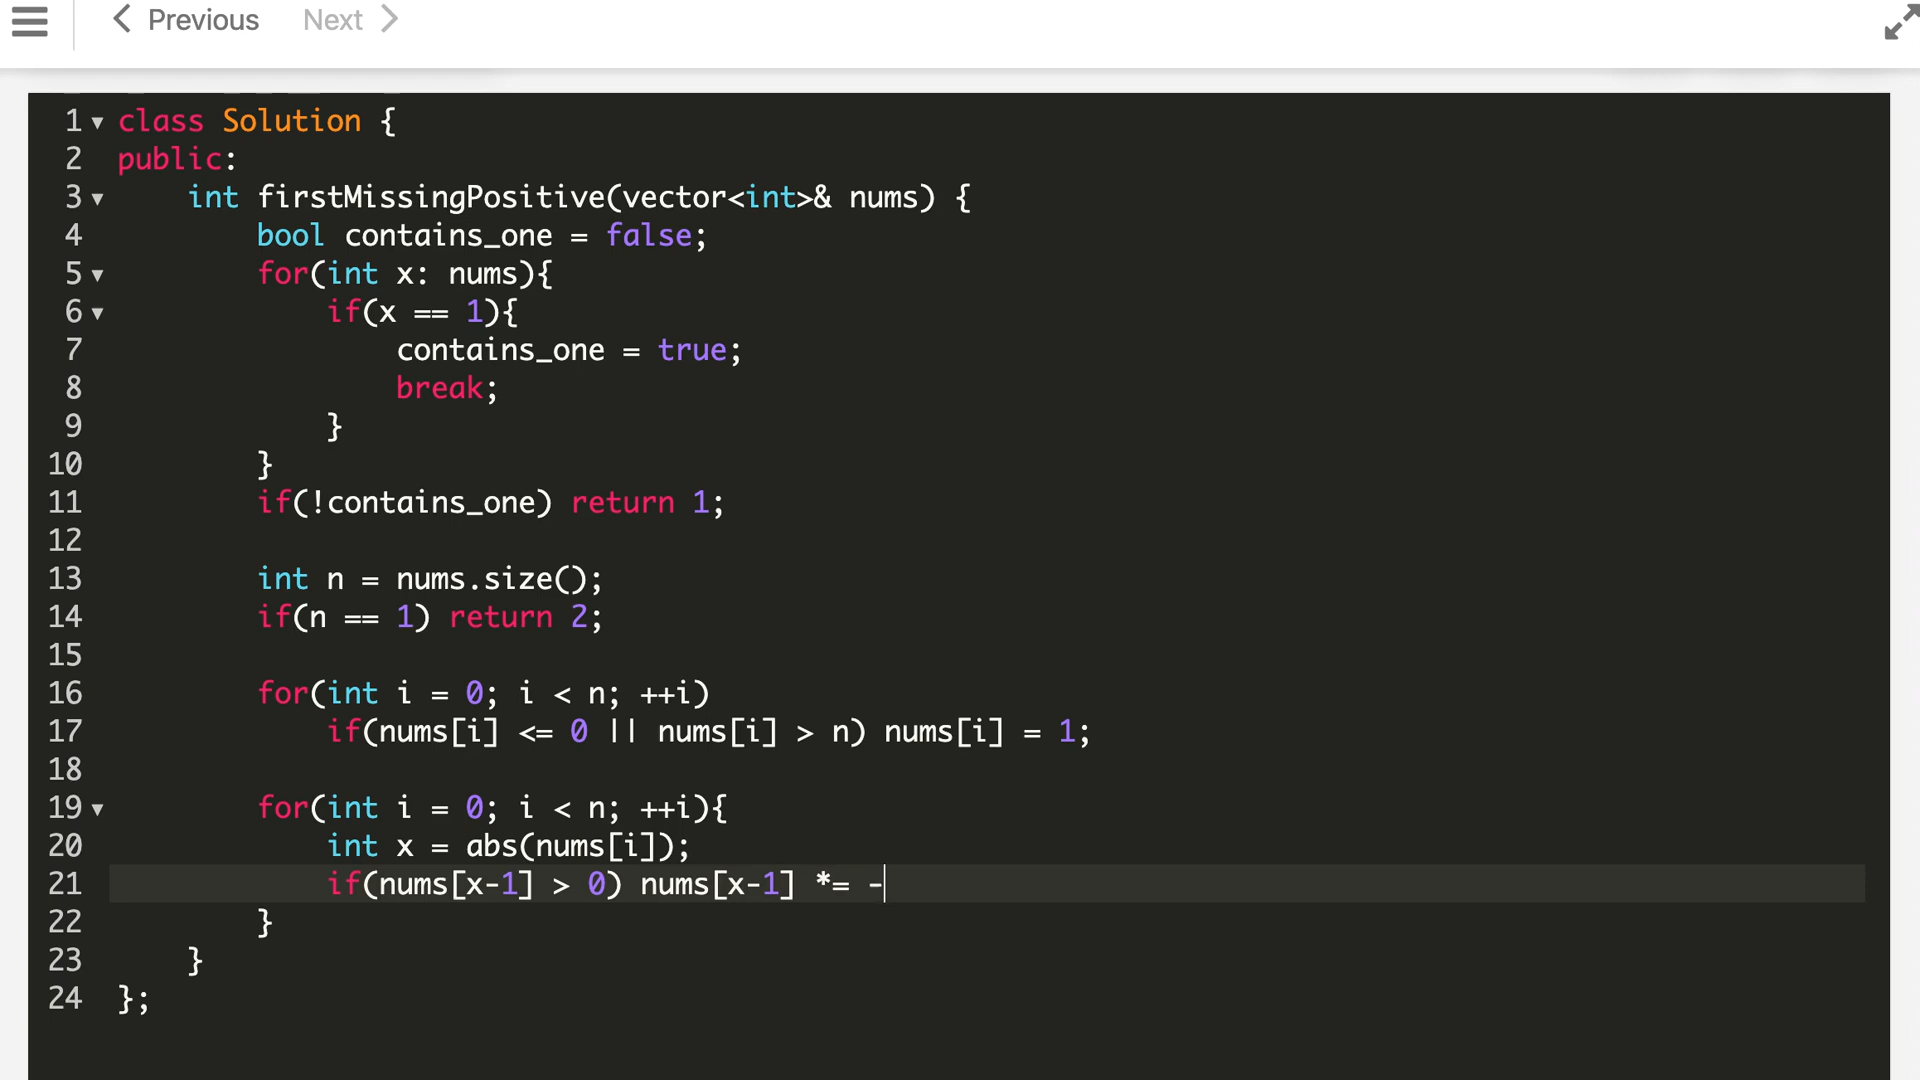 Previous Next
1 class Solution {
2 public:
3 int firstMissingPositive(vector<int>& nums) {
4 bool contains_one = false;
5 for(int x: nums){
6 if(x == 1){
7 contains_one = true;
8 break;
9 }
10 }
11 if(!contains_one) return 1;
12
13 int n = nums.size();
14 if(n == 1) return 2;
15
16 for(int i = 0; i < n; ++i)
17 if(nums[i] <= 0 || nums[i] > n) nums[i] = 1;
18
19 for(int i = 0; i < n; ++i){
20 int x = abs(nums[i]);
21 if(nums[x-1] > 0) nums[x-1] *= -
22 }
23 }
24 };